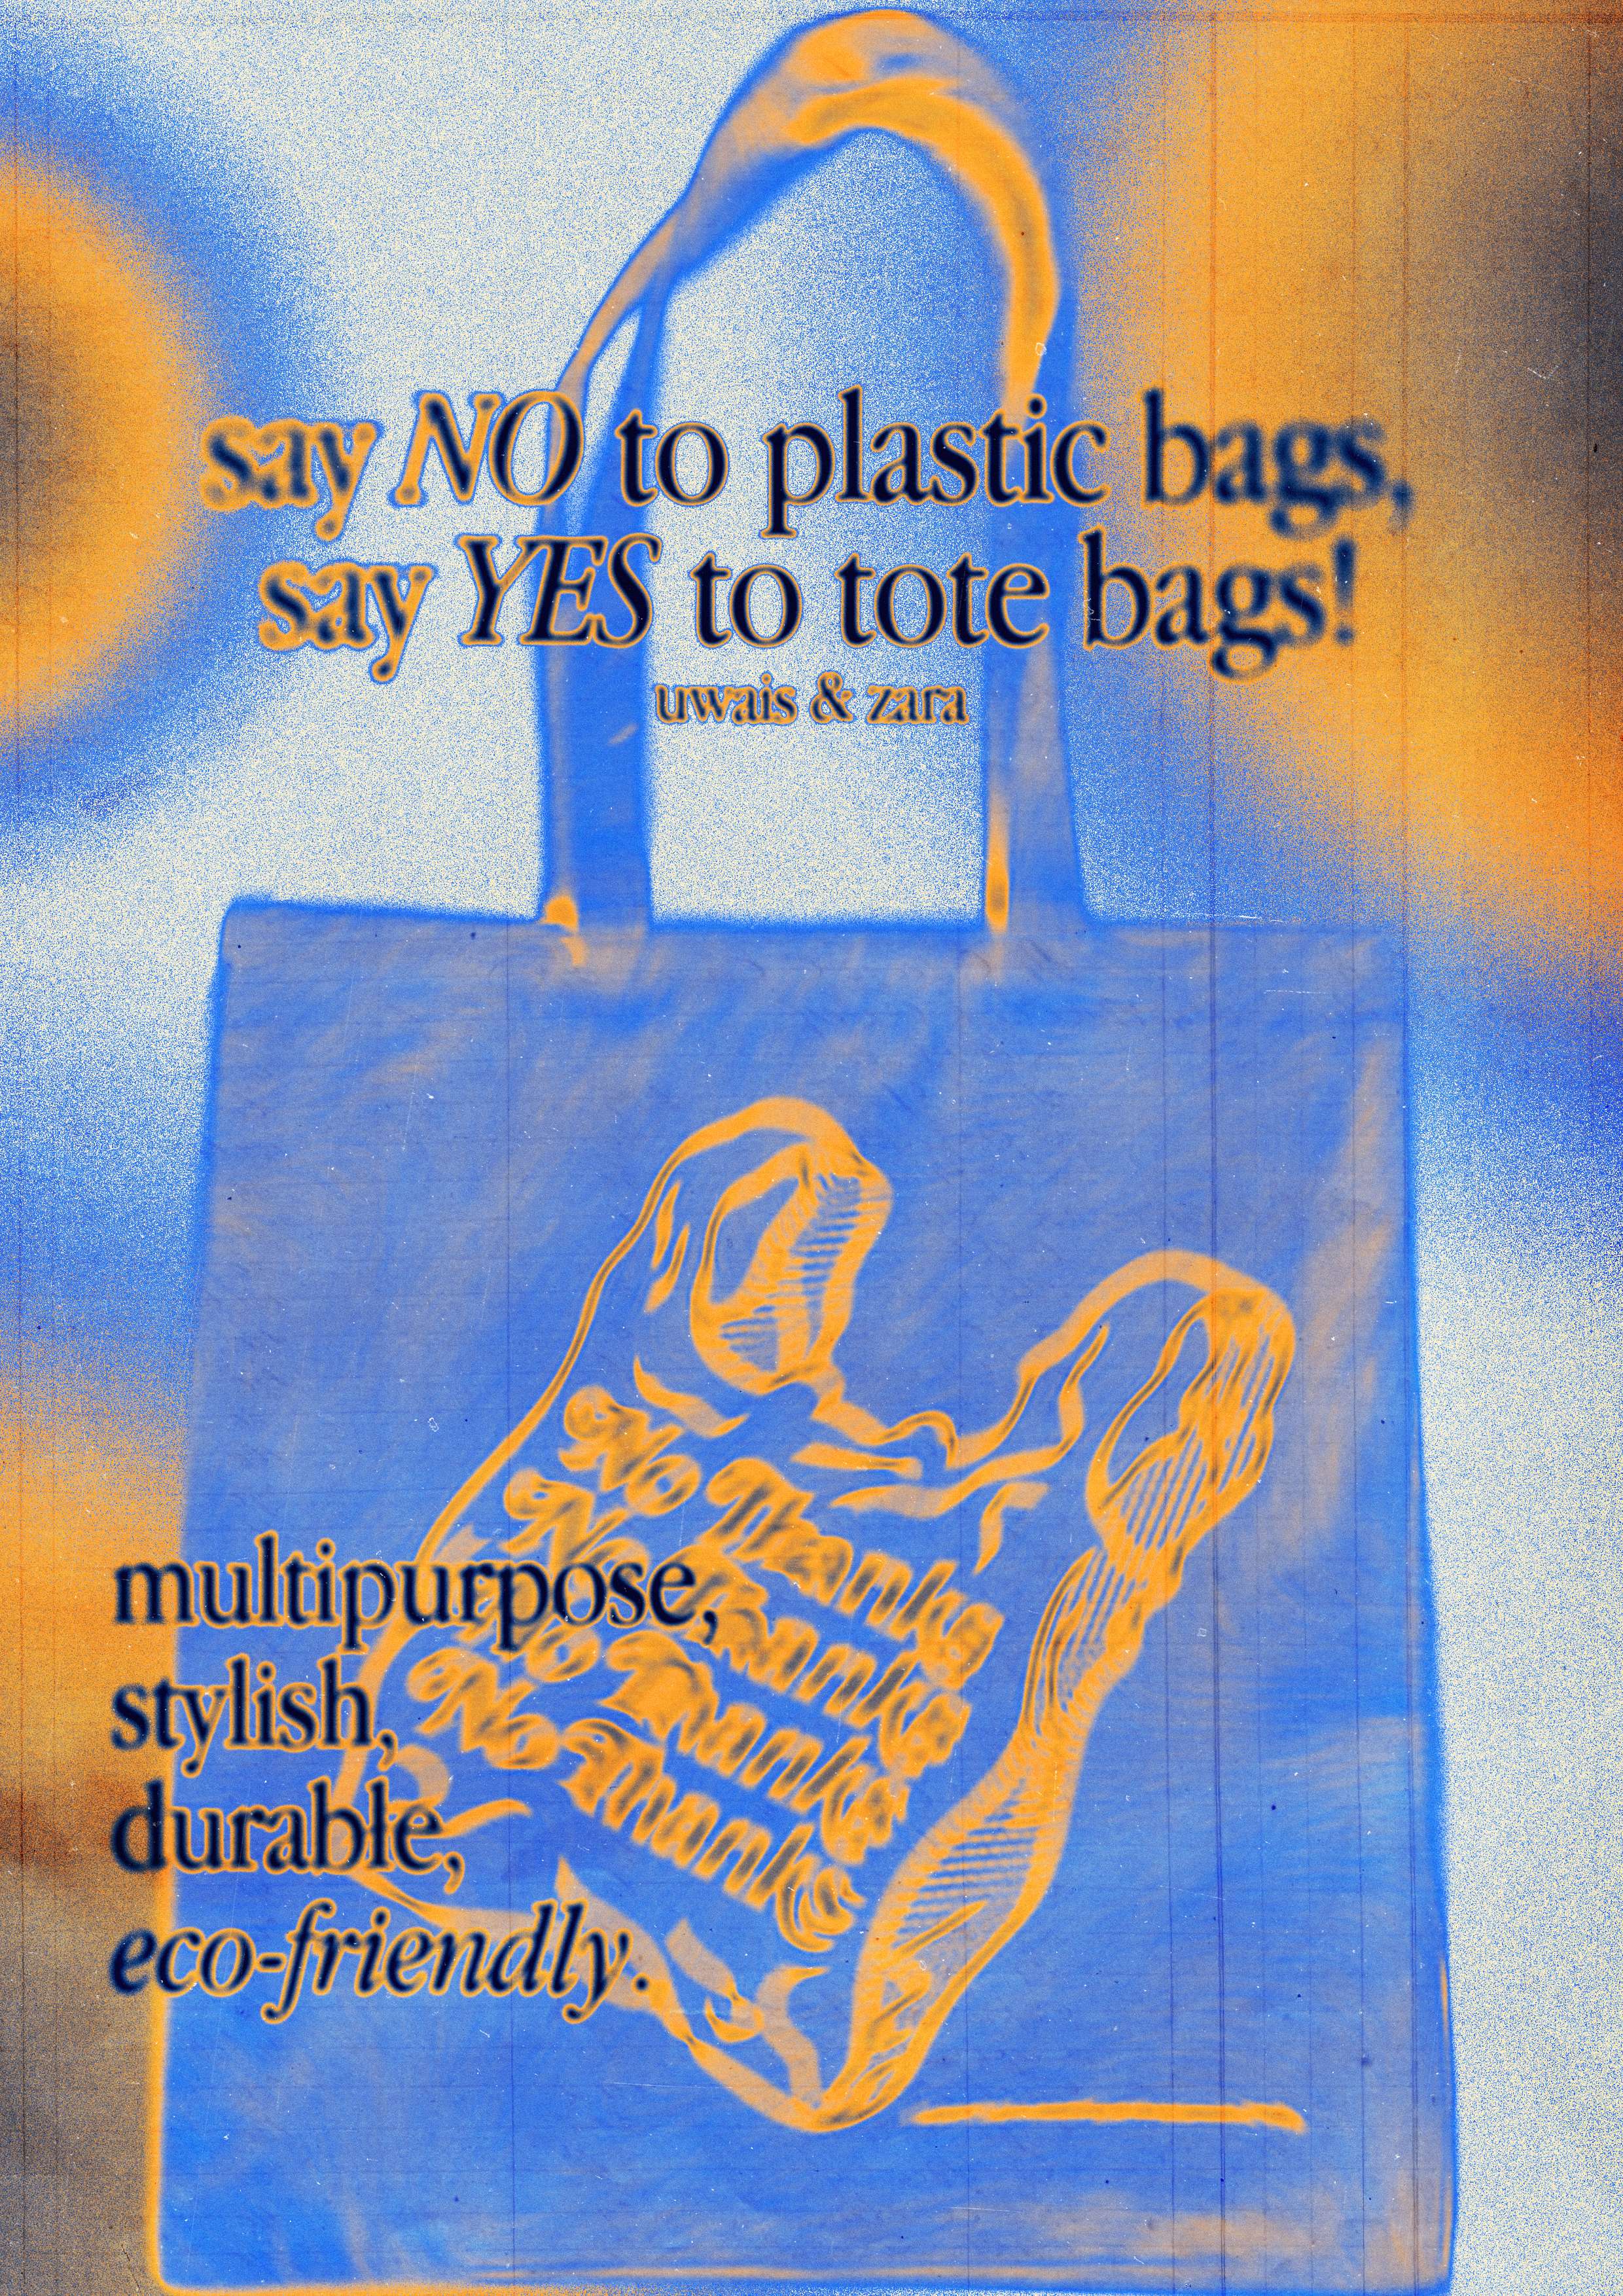 say NO to plastic bags,
say YES to tote bags!
uwais & zara
No Thanks
No Thanks
No Thanks
No Thanks
multipurpose,
stylish,
durable,
eco-friendly.